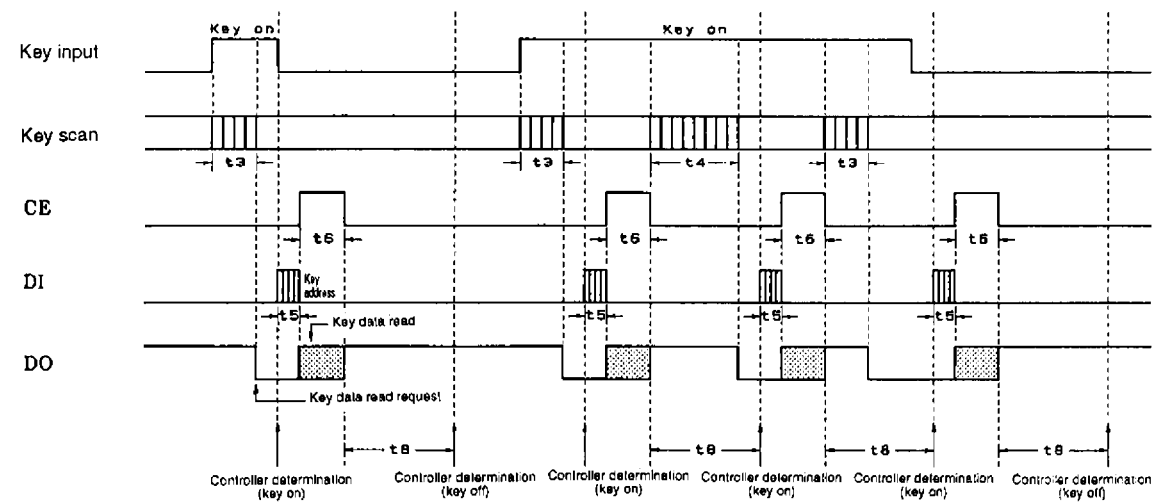 Key on
Key on
Key input
Key scan
t3
t3
t4
t3
CE
t6
t6
t6
t6
DI
Key
address
t5
t5
t5
t5
Key data read
DO
Key data read request
t8
t8
t8
t8
Controller determination
(key on)
Controller determination
(key off)
Controller determination
(key on)
Controller determination
(key on)
Controller determination
(key on)
Controller determination
(key off)